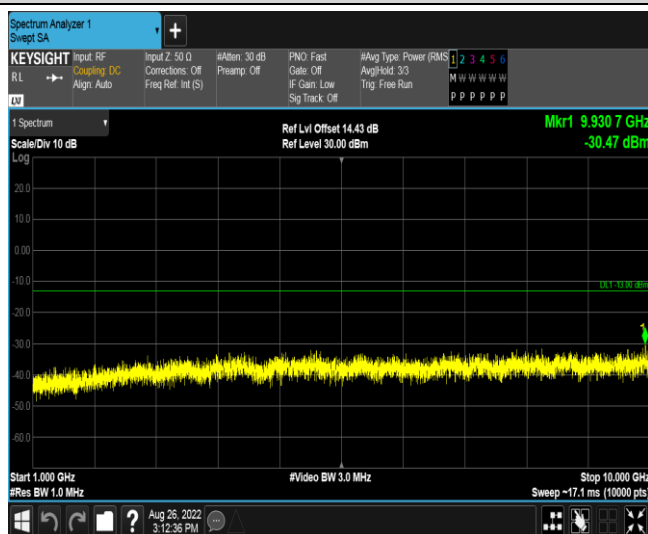 Spectrum Analyzer 1
Swept SA
+
KEYSIGHT Input: RF Input Z: 50 Ω #Atten: 30 dB PNO: Fast #Avg Type: Power (RMS 1 2 3 4 5 6
RL Coupling: DC Corrections: Off Preamp: Off Gate: Off Avg|Hold: 3/3 M W W W W W
Align: Auto Freq Ref: Int (S) IF Gain: Low Trig: Free Run
LXI Sig Track: Off P P P P P P
1 Spectrum Ref Lvl Offset 14.43 dB Mkr1 9.930 7 GHz
Scale/Div 10 dB Ref Level 30.00 dBm -30.47 dBm
Log
20.0
10.0
0.00
-10.0
DL1 -13.00 dBm
-20.0
-30.0
1
-40.0
-50.0
-60.0
Start 1.000 GHz #Video BW 3.0 MHz Stop 10.000 GHz
#Res BW 1.0 MHz Sweep ~17.1 ms (10000 pts)
? Aug 26, 2022
3:12:36 PM